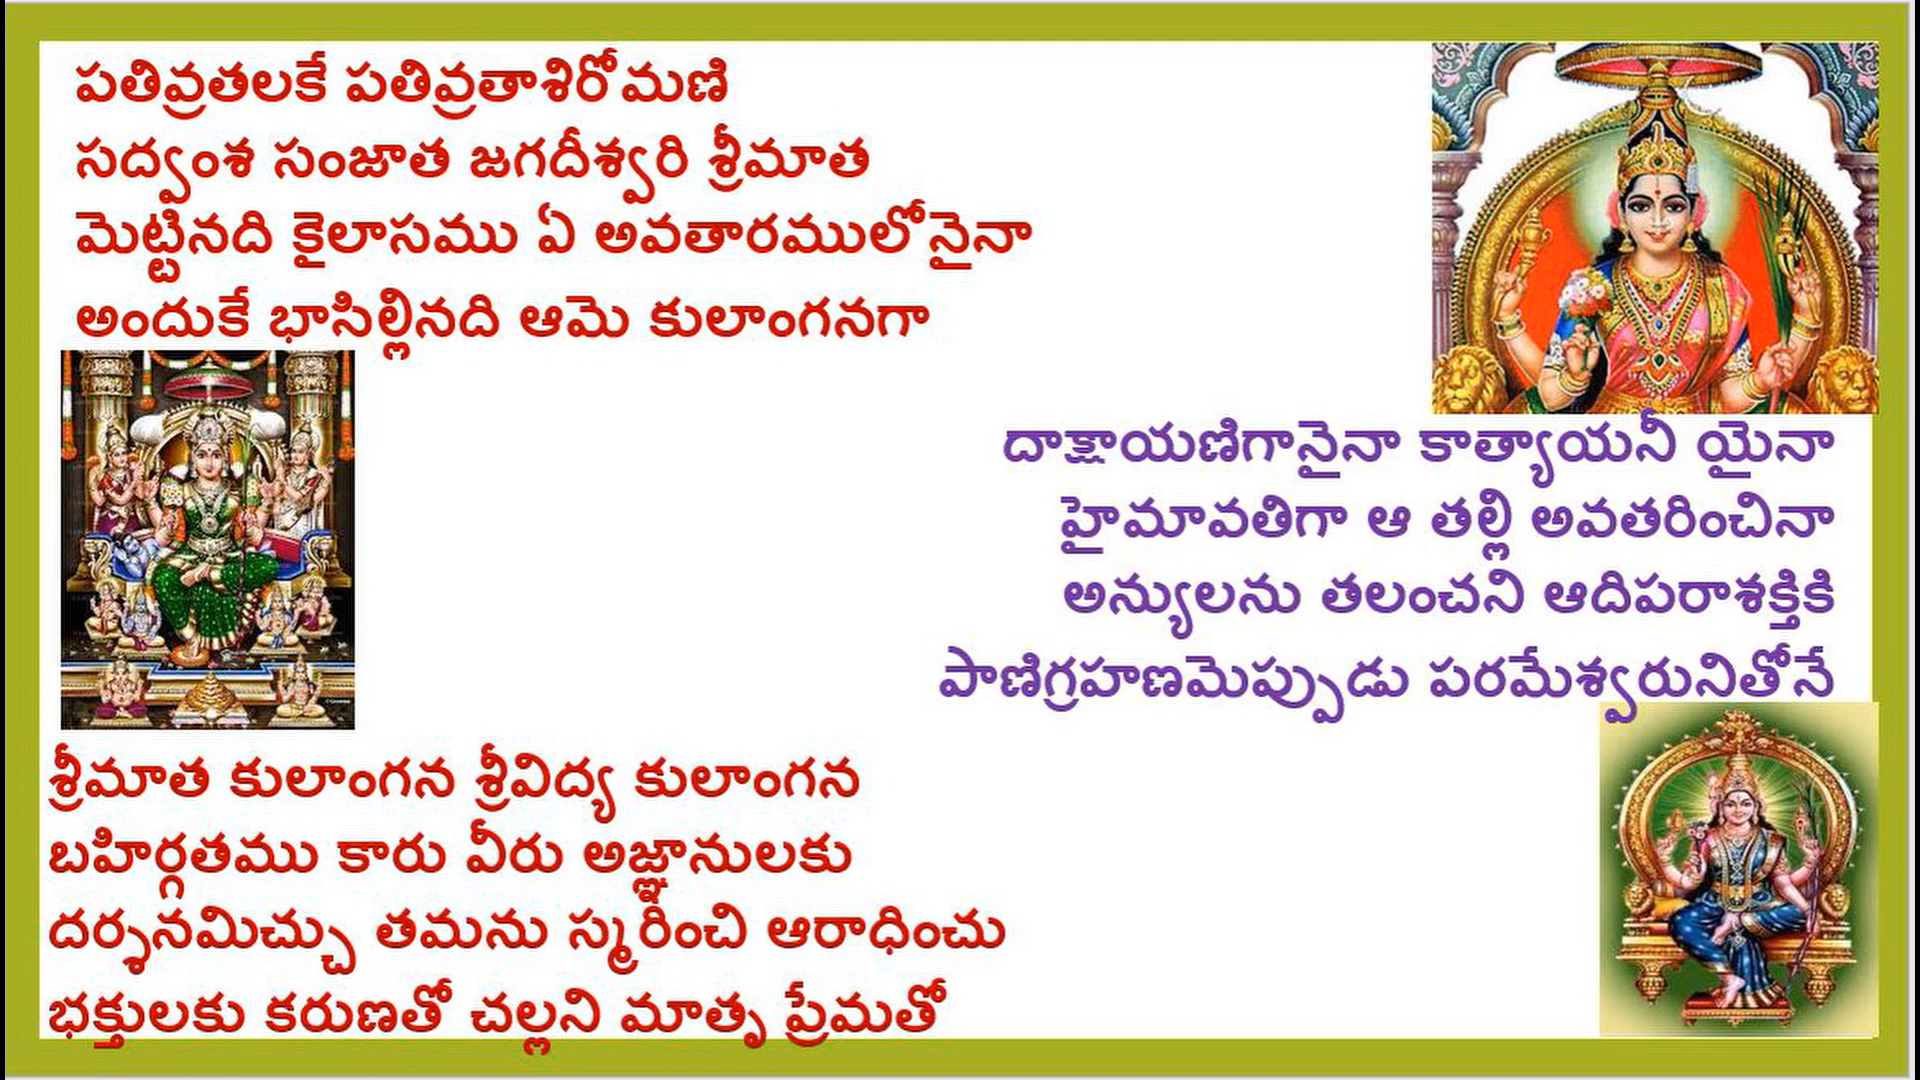 పతివ్రతలకే పతివ్రతాశిరోమణి
సద్వంశ సంజాత జగదీశ్వరి శ్రీమాత
మెట్టినది కైలాసము ఏ అవతారములోనైనా
అందుకే భాసిల్లినది ఆమె కులాంగనగా
దాక్షాయణిగానైనా కాత్యాయనీ యైనా
హైమావతిగా ఆ తల్లి అవతరించినా
అన్యులను తలంచని ఆదిపరాశక్తికి
పాణిగ్రహణమెప్పుడు పరమేశ్వరునితోనే
శ్రీమాత కులాంగన శ్రీవిద్య కులాంగన
బహిర్గతము కారు వీరు అజ్ఞానులకు
దర్శనమిచ్చు తమను స్మరించి ఆరాధించు
భక్తులకు కరుణతో చల్లని మాతృ ప్రేమతో